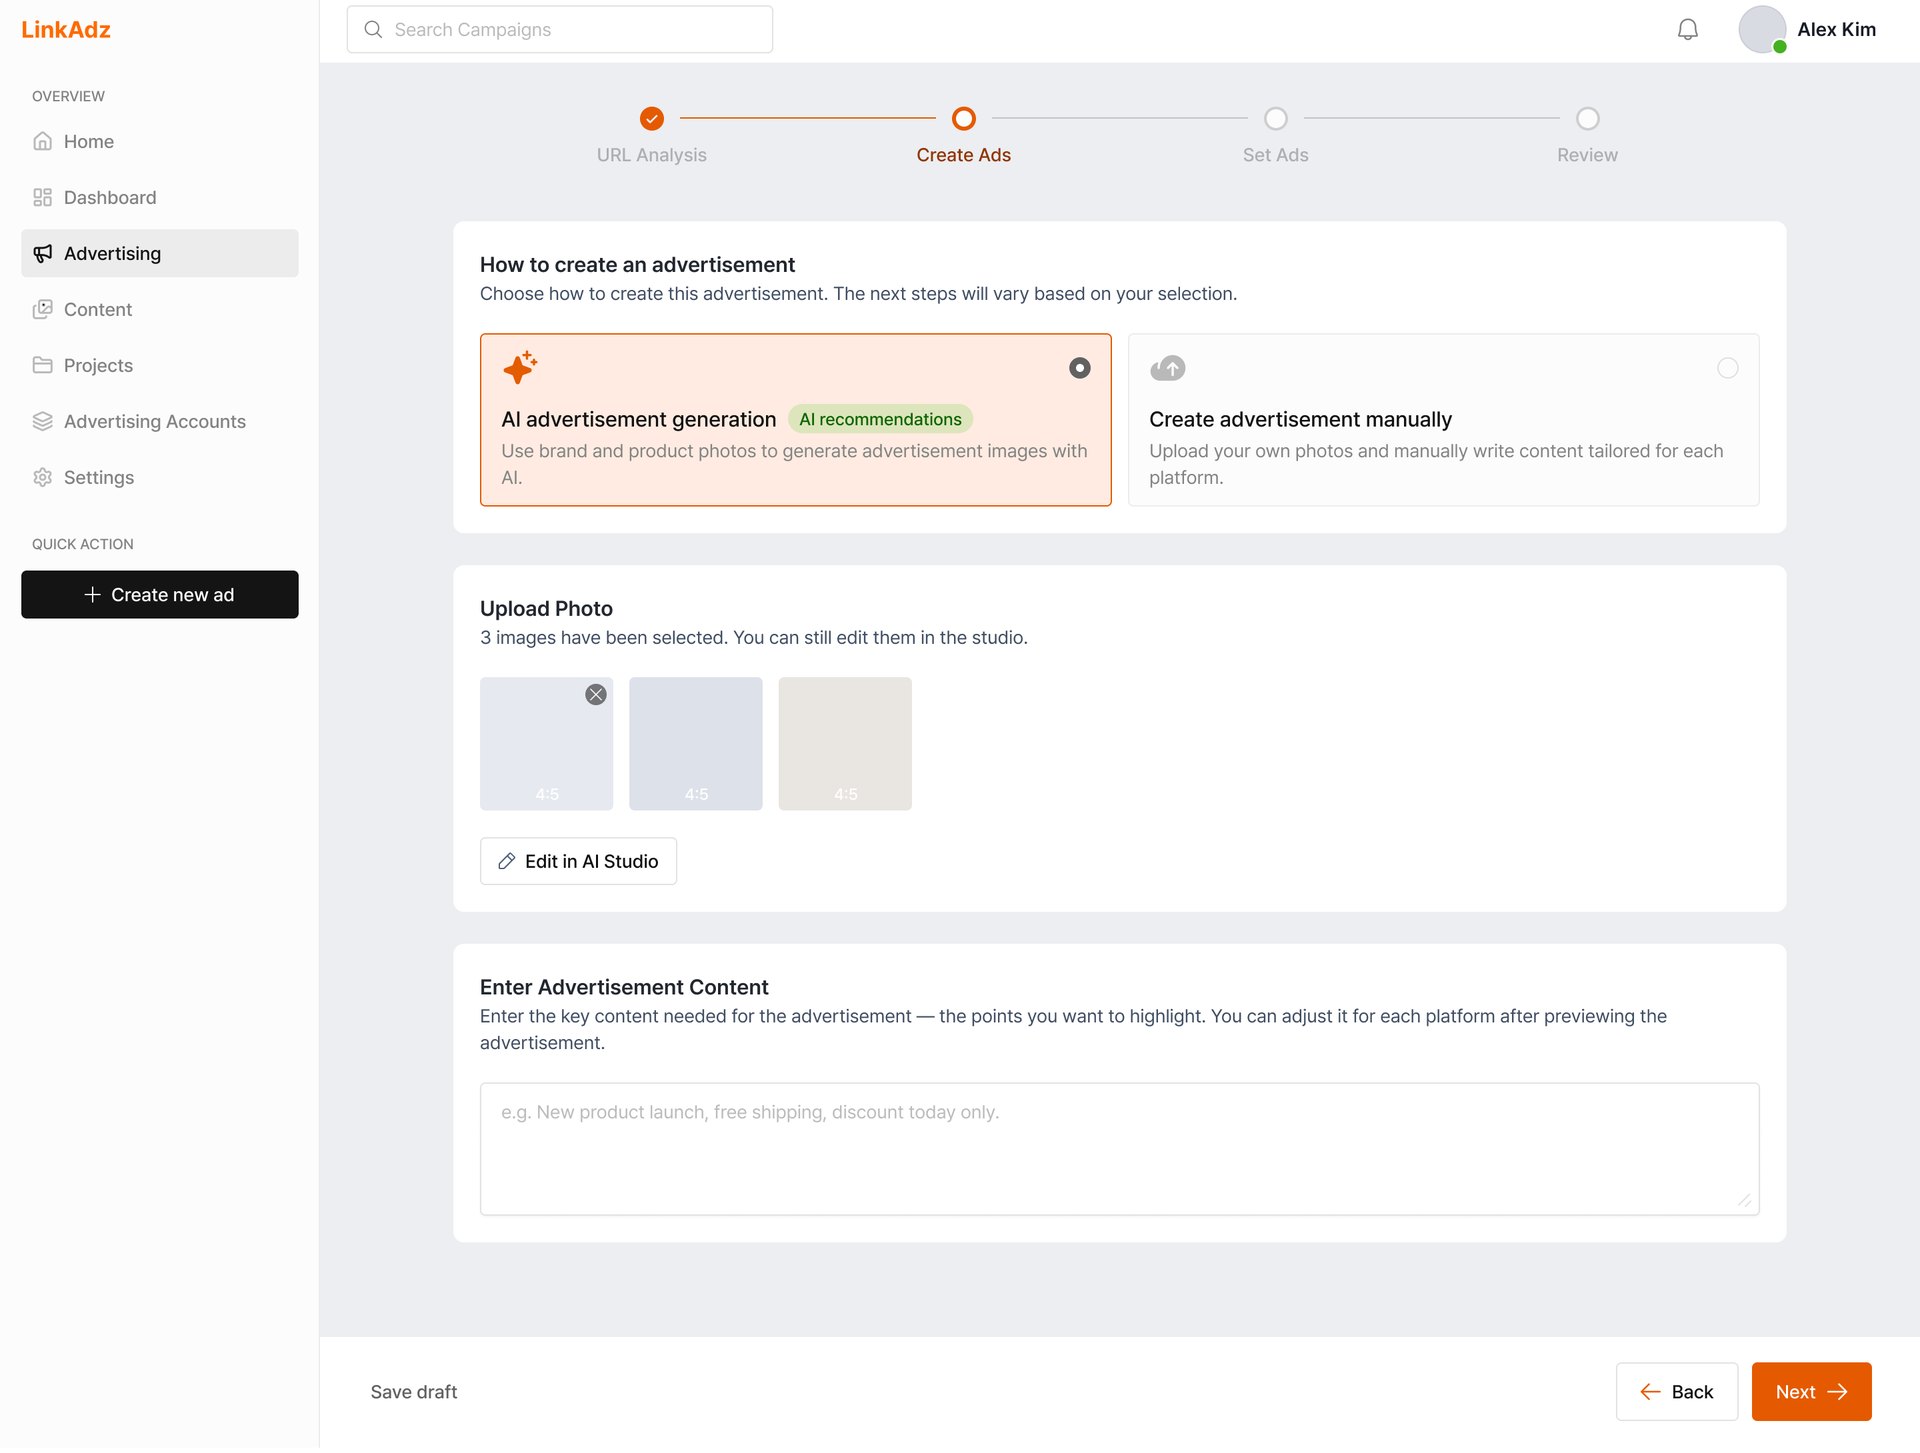 LinkAdz
Search Campaigns
Alex Kim
OVERVIEW
Home
Dashboard
Advertising
Content
Projects
Advertising Accounts
Settings
QUICK ACTION
Create new ad
URL Analysis
Create Ads
Set Ads
Review
How to create an advertisement
Choose how to create this advertisement. The next steps will vary based on your selection.
AI advertisement generation
AI recommendations
Use brand and product photos to generate advertisement images with
AI.
Create advertisement manually
Upload your own photos and manually write content tailored for each
platform.
Upload Photo
3 images have been selected. You can still edit them in the studio.
4:5
4:5
4:5
Edit in AI Studio
Enter Advertisement Content
Enter the key content needed for the advertisement — the points you want to highlight. You can adjust it for each platform after previewing the
advertisement.
e.g. New product launch, free shipping, discount today only.
Save draft
Back
Next